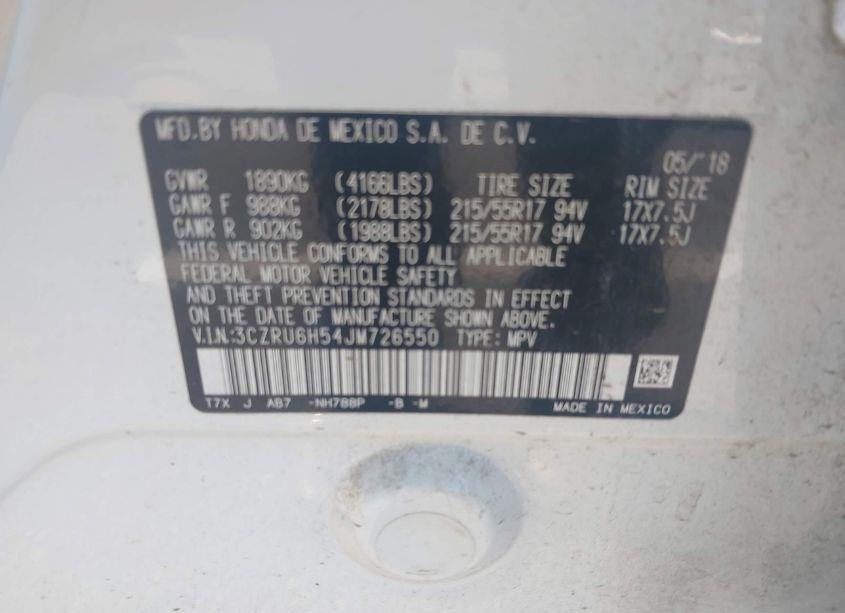 MFD.BY HONDA DE MEXICO S.A. DE C.V.
05/'18
GVWR 1890KG (4166LBS) TIRE SIZE RIM SIZE
GAWR F 988KG (2178LBS) 215/55R17 94V 17X7.5J
GAWR R 902KG (1988LBS) 215/55R17 94V 17X7.5J
THIS VEHICLE CONFORMS TO ALL APPLICABLE
FEDERAL MOTOR VEHICLE SAFETY
AND THEFT PREVENTION STANDARDS IN EFFECT
ON THE DATE OF MANUFACTURE SHOWN ABOVE.
V.I.N.:3CZRU6H54JM726550 TYPE: MPV
T7X J AB7 -NH788P -B -M
MADE IN MEXICO